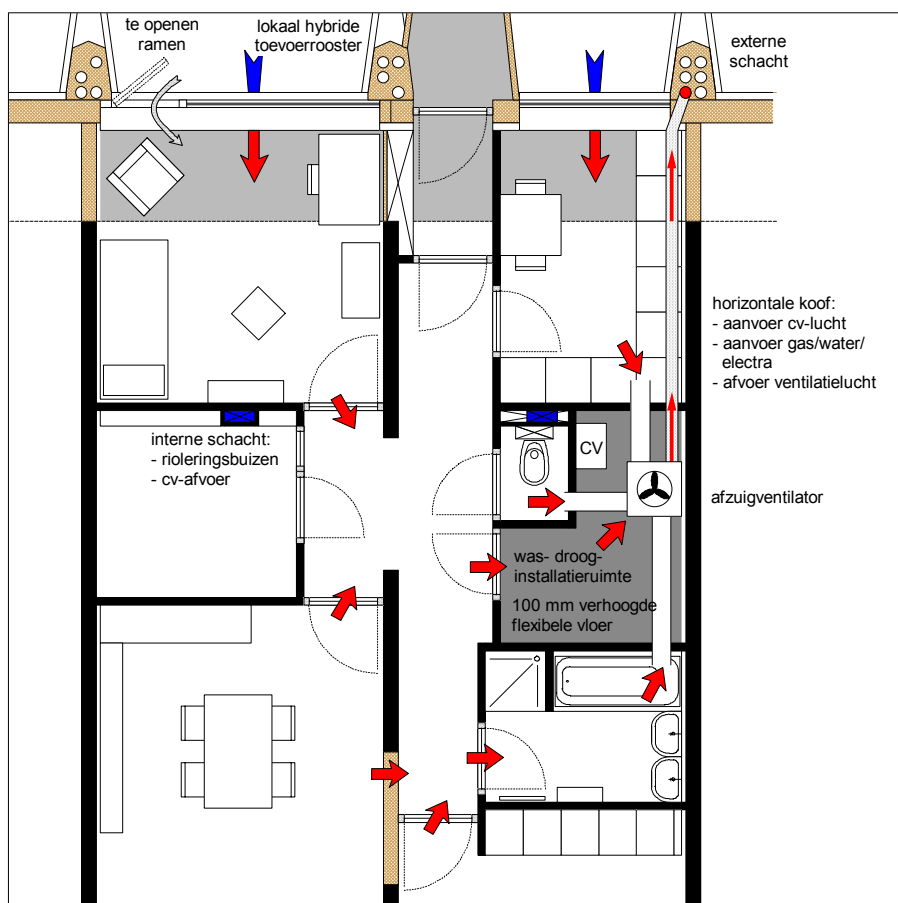 te openen
ramen
lokaal hybride
toevoerrooster
externe
schacht
horizontale koof:
- aanvoer cv-lucht
- aanvoer gas/water/
electra
- afvoer ventilatielucht
interne schacht:
- rioleringsbuizen
- cv-afvoer
CV
afzuigventilator
was- droog-
installatieruimte
100 mm verhoogde
flexibele vloer